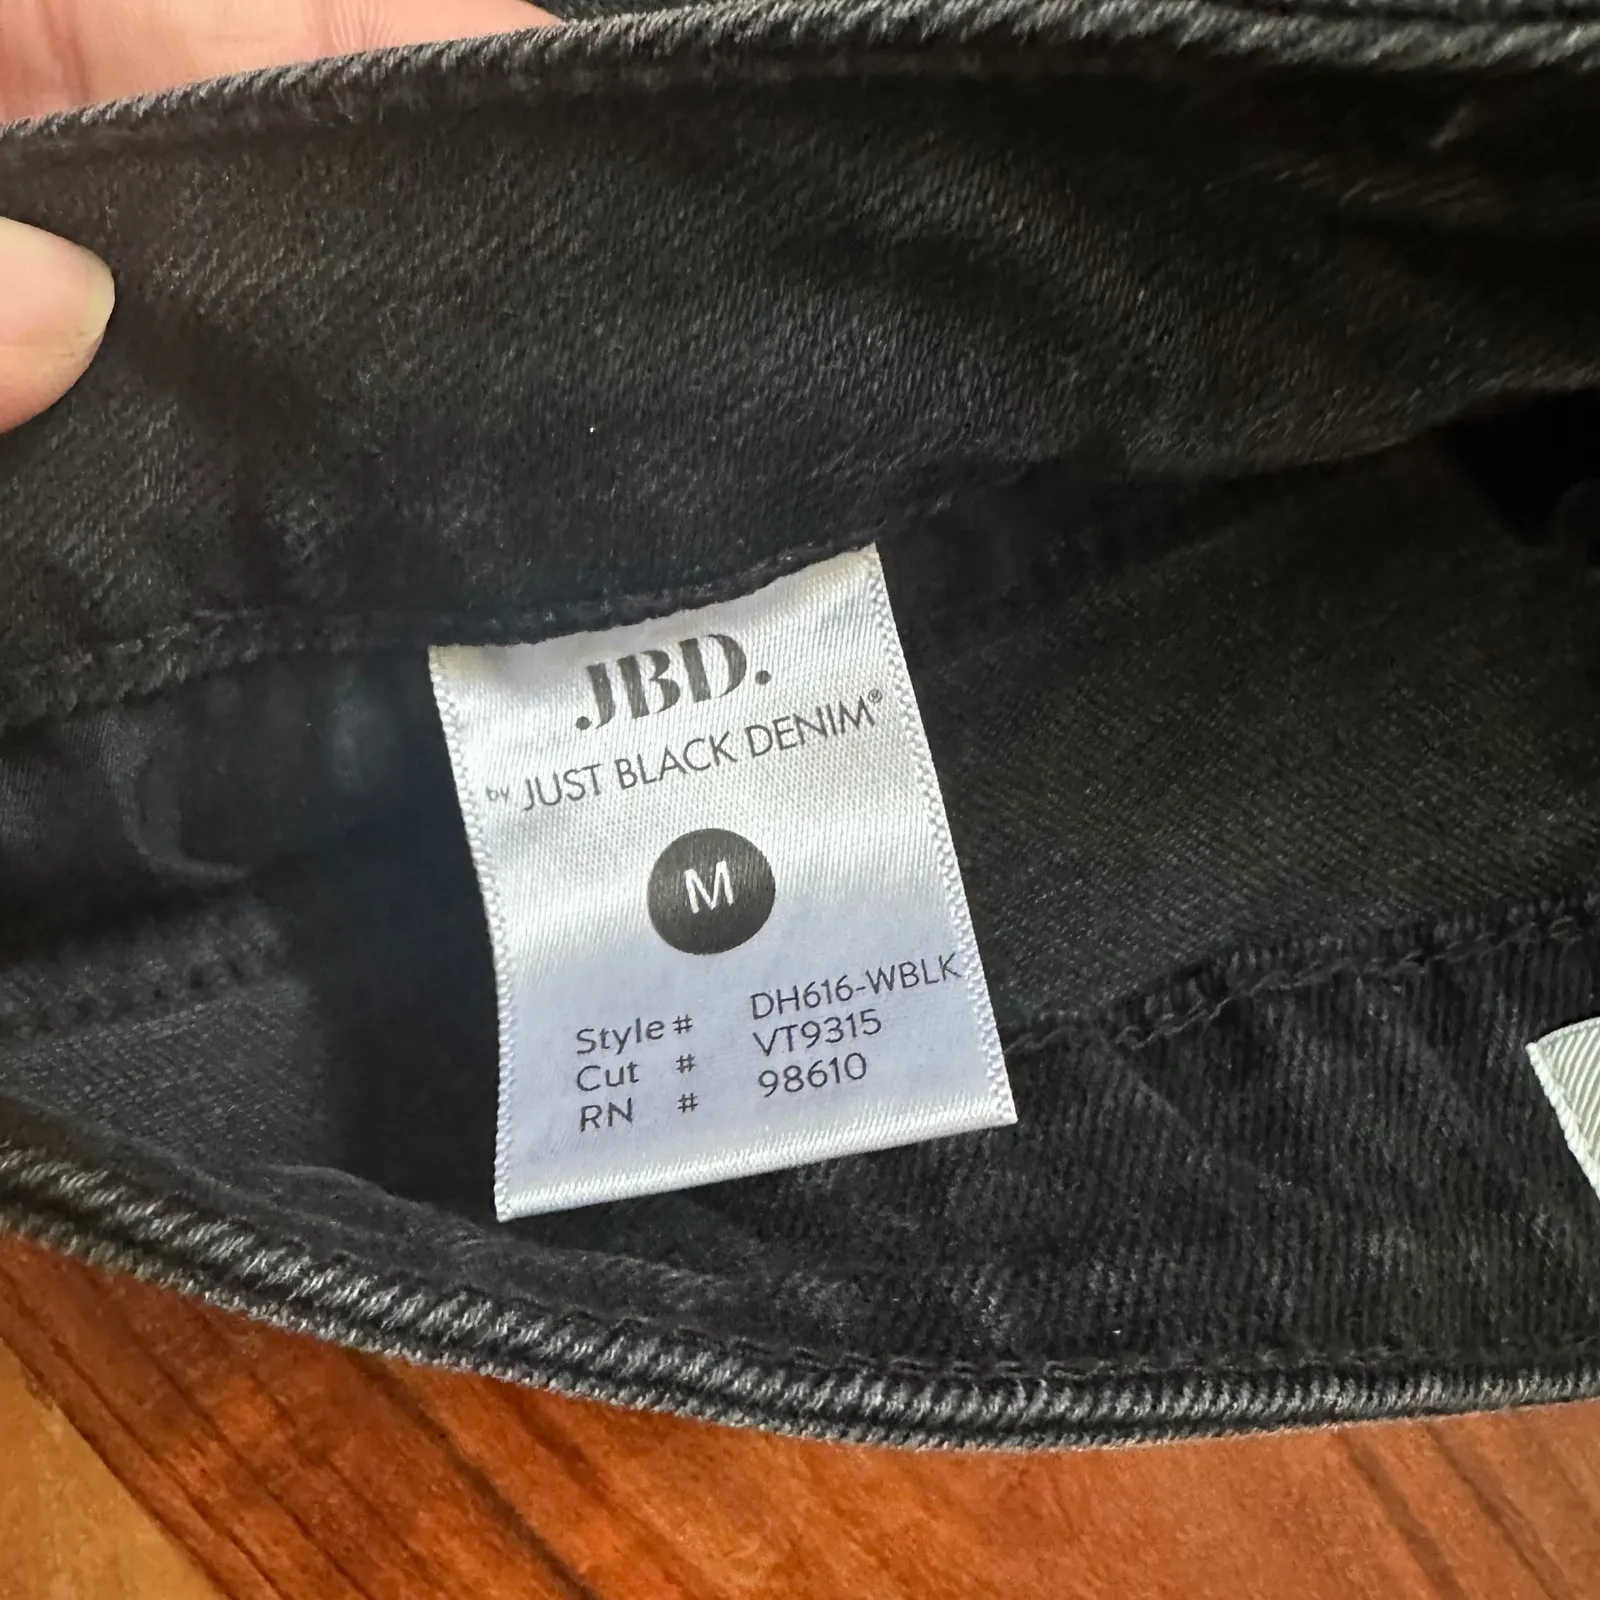 JBD.
by JUST BLACK DENIM®
M
Style # DH616-WBLK
Cut # VT9315
RN # 98610